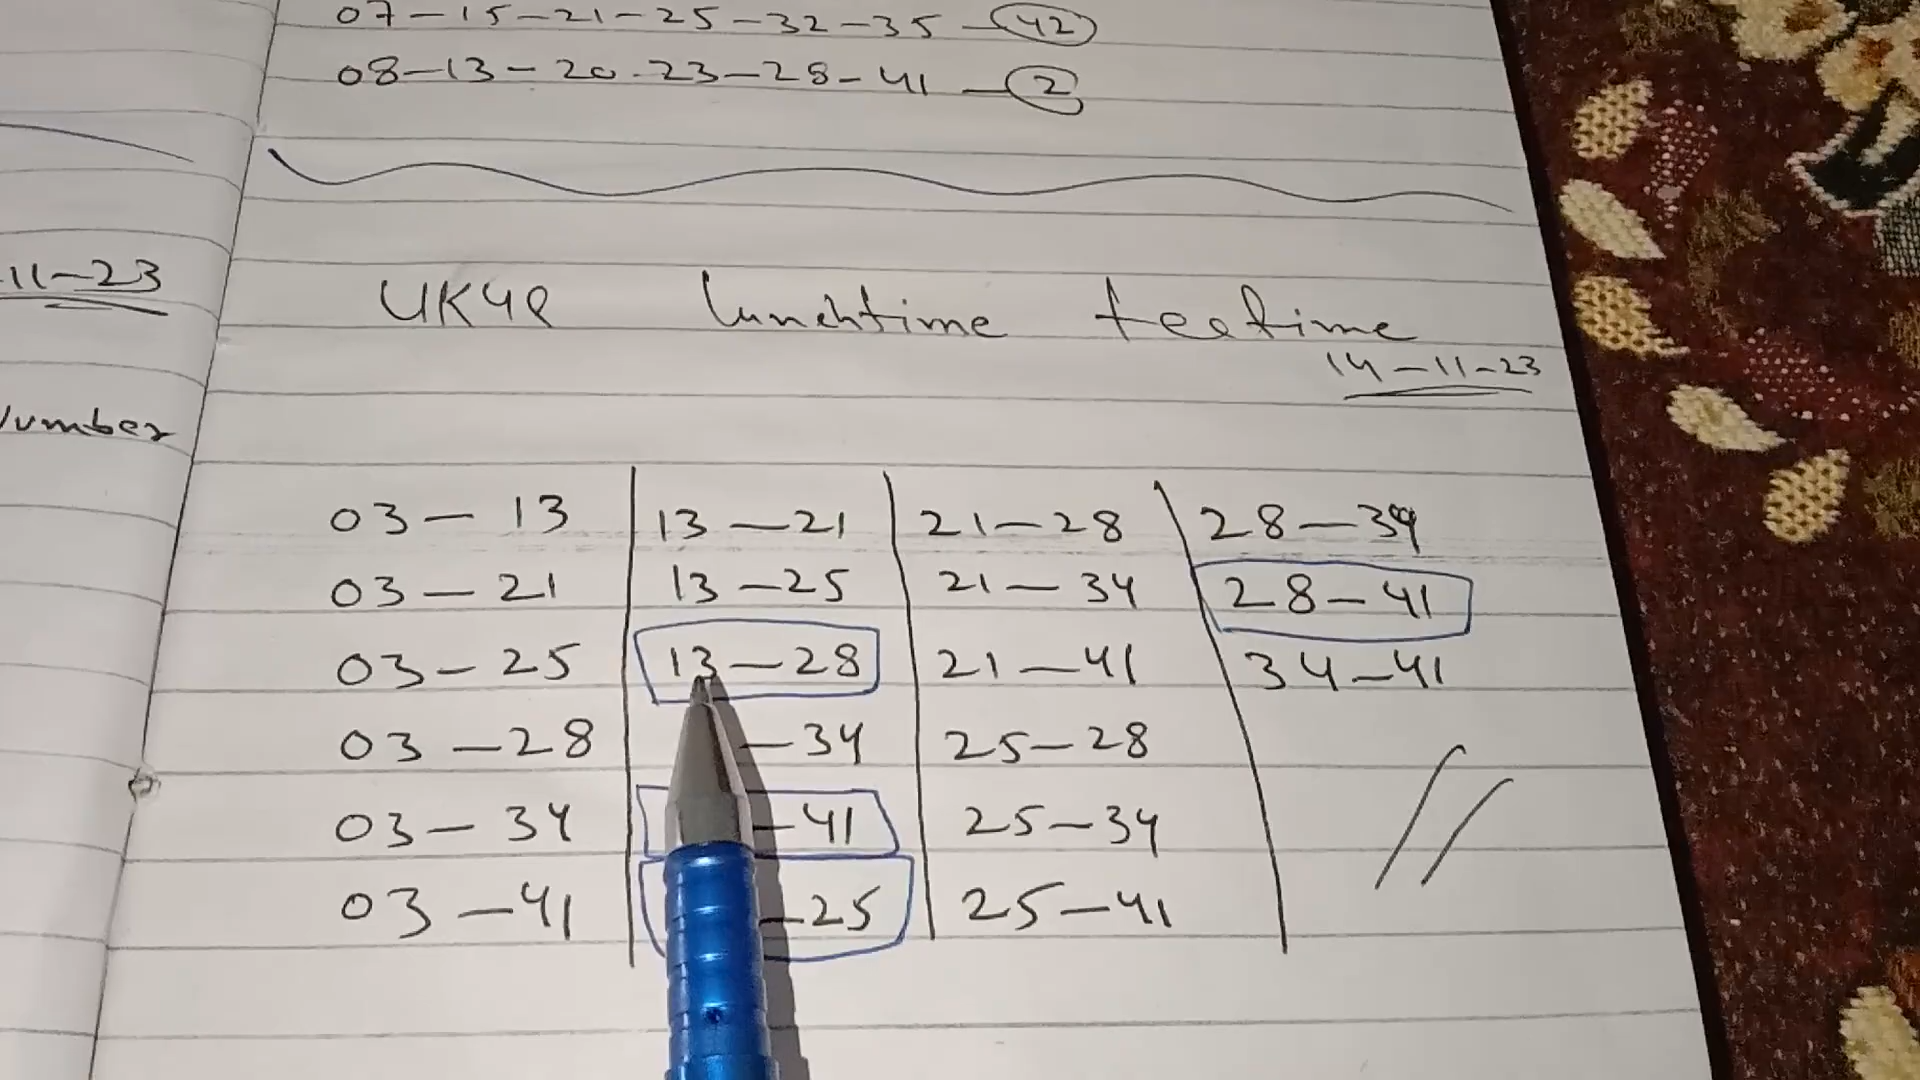 07-15-21-25-32-35-42
08-13-20-23-28-41-2
11-23
Number
UK49 lunchtime teatime
14-11-23
03-13 13-21 21-28 28-34
03-21 13-25 21-34 28-41
03-25 13-28 21-41 34-41
03-28 -34 25-28
03-34 -41 25-34
03-41 -25 25-41